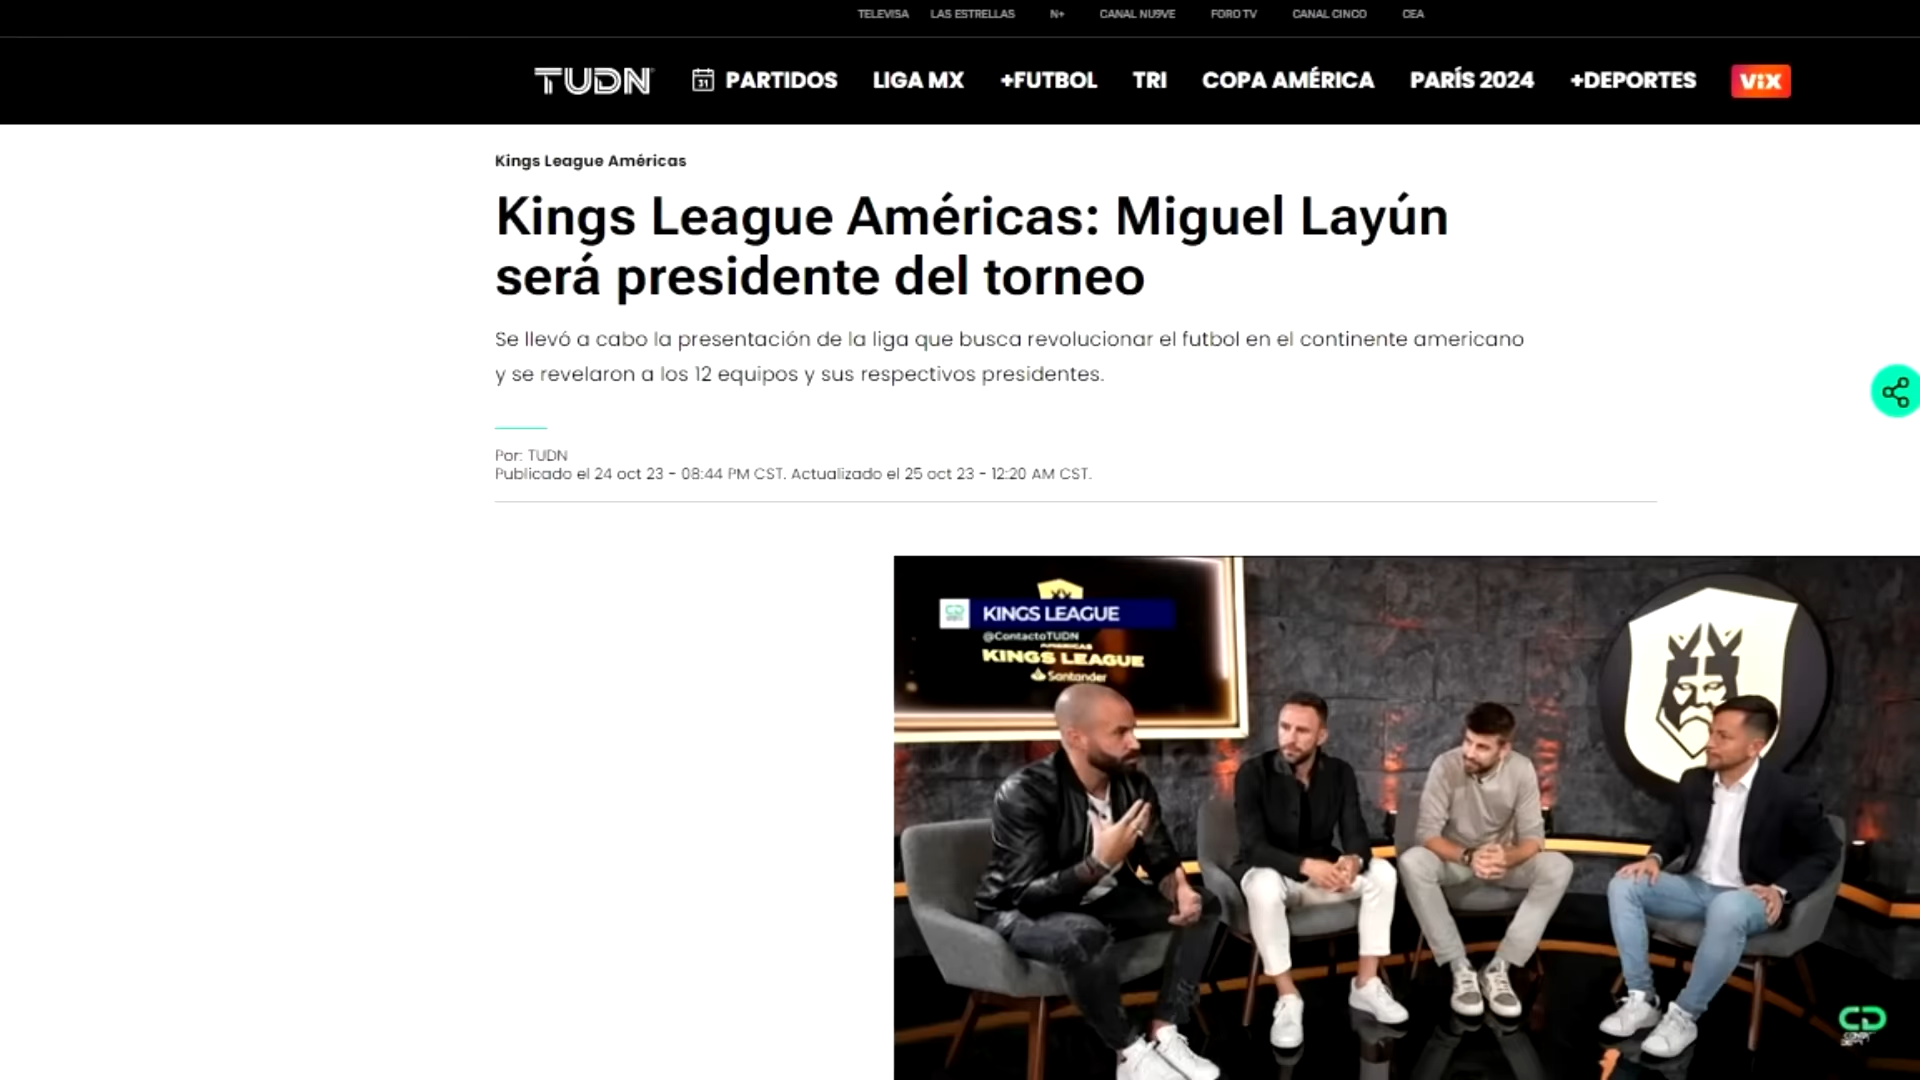 TELEVISA LAS ESTRELLAS N+ CANAL NU9VE FORO TV CANAL CINCO CEA
TUDN 31 PARTIDOS LIGA MX +FUTBOL TRI COPA AMÉRICA PARÍS 2024 +DEPORTES ViX
Kings League Américas
Kings League Américas: Miguel Layún
será presidente del torneo
Se llevó a cabo la presentación de la liga que busca revolucionar el futbol en el continente americano
y se revelaron a los 12 equipos y sus respectivos presidentes.
Por: TUDN
Publicado el 24 oct 23 - 08:44 PM CST. Actualizado el 25 oct 23 - 12:20 AM CST.
KINGS LEAGUE
@ContactoTUDN
AMERICAS
KINGS LEAGUE
Santander
CD